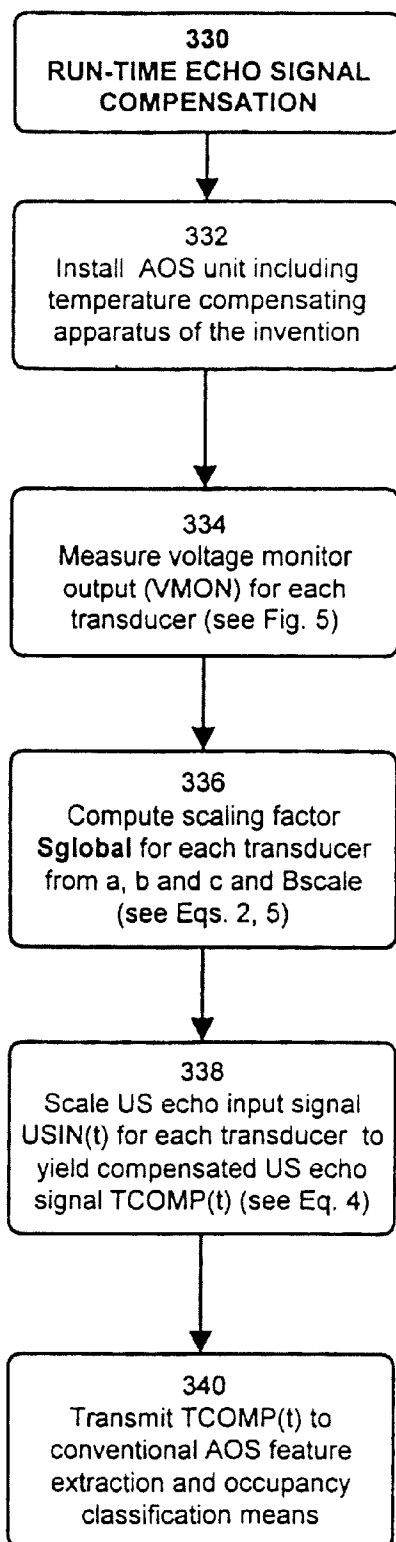 330
RUN-TIME ECHO SIGNAL
COMPENSATION
332
Install AOS unit including
temperature compensating
apparatus of the invention
334
Measure voltage monitor
output (VMON) for each
transducer (see Fig. 5)
336
Compute scaling factor
Sglobal for each transducer
from a, b and c and Bscale
(see Eqs. 2, 5)
338
Scale US echo input signal
USIN(t) for each transducer to
yield compensated US echo
signal TCOMP(t) (see Eq. 4)
340
Transmit TCOMP(t) to
conventional AOS feature
extraction and occupancy
classification means